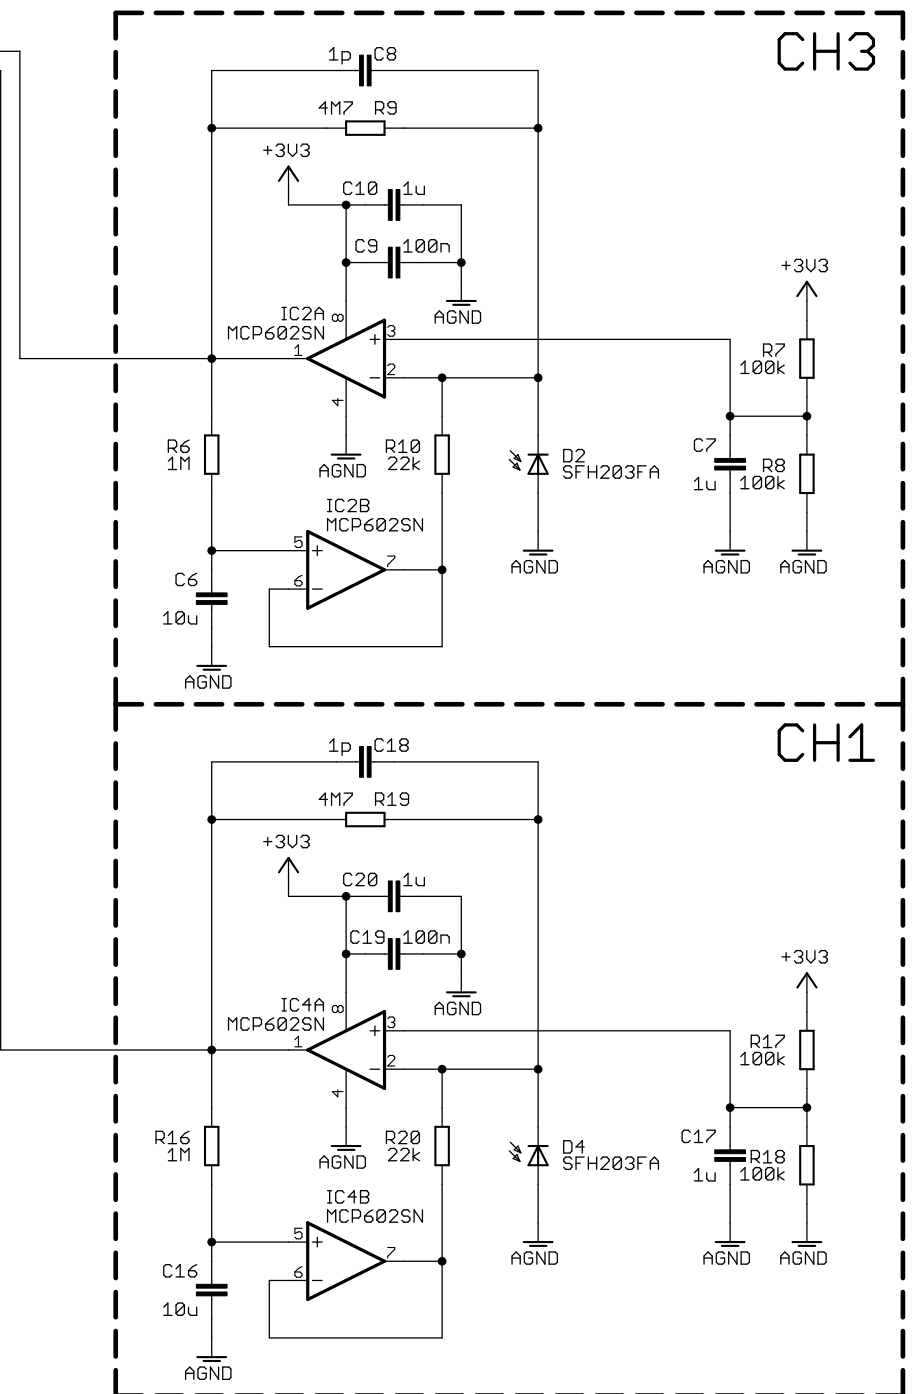 CH3
1p C8
4M7 R9
+3V3
C10 1u
C9 100n
AGND
+3V3
IC2A
MCP602SN
8
3
1
+
2
-
4
R7
100k
AGND
R6
1M
R10
22k
D2
SFH203FA
C7
1u
R8
100k
IC2B
MCP602SN
5
+
7
6
-
AGND
AGND
AGND
C6
10u
AGND
CH1
1p C18
4M7 R19
+3V3
C20 1u
C19 100n
AGND
+3V3
IC4A
MCP602SN
8
3
1
+
2
-
4
R17
100k
AGND
R16
1M
R20
22k
D4
SFH203FA
C17
1u
R18
100k
IC4B
MCP602SN
5
+
7
6
-
AGND
AGND
AGND
C16
10u
AGND